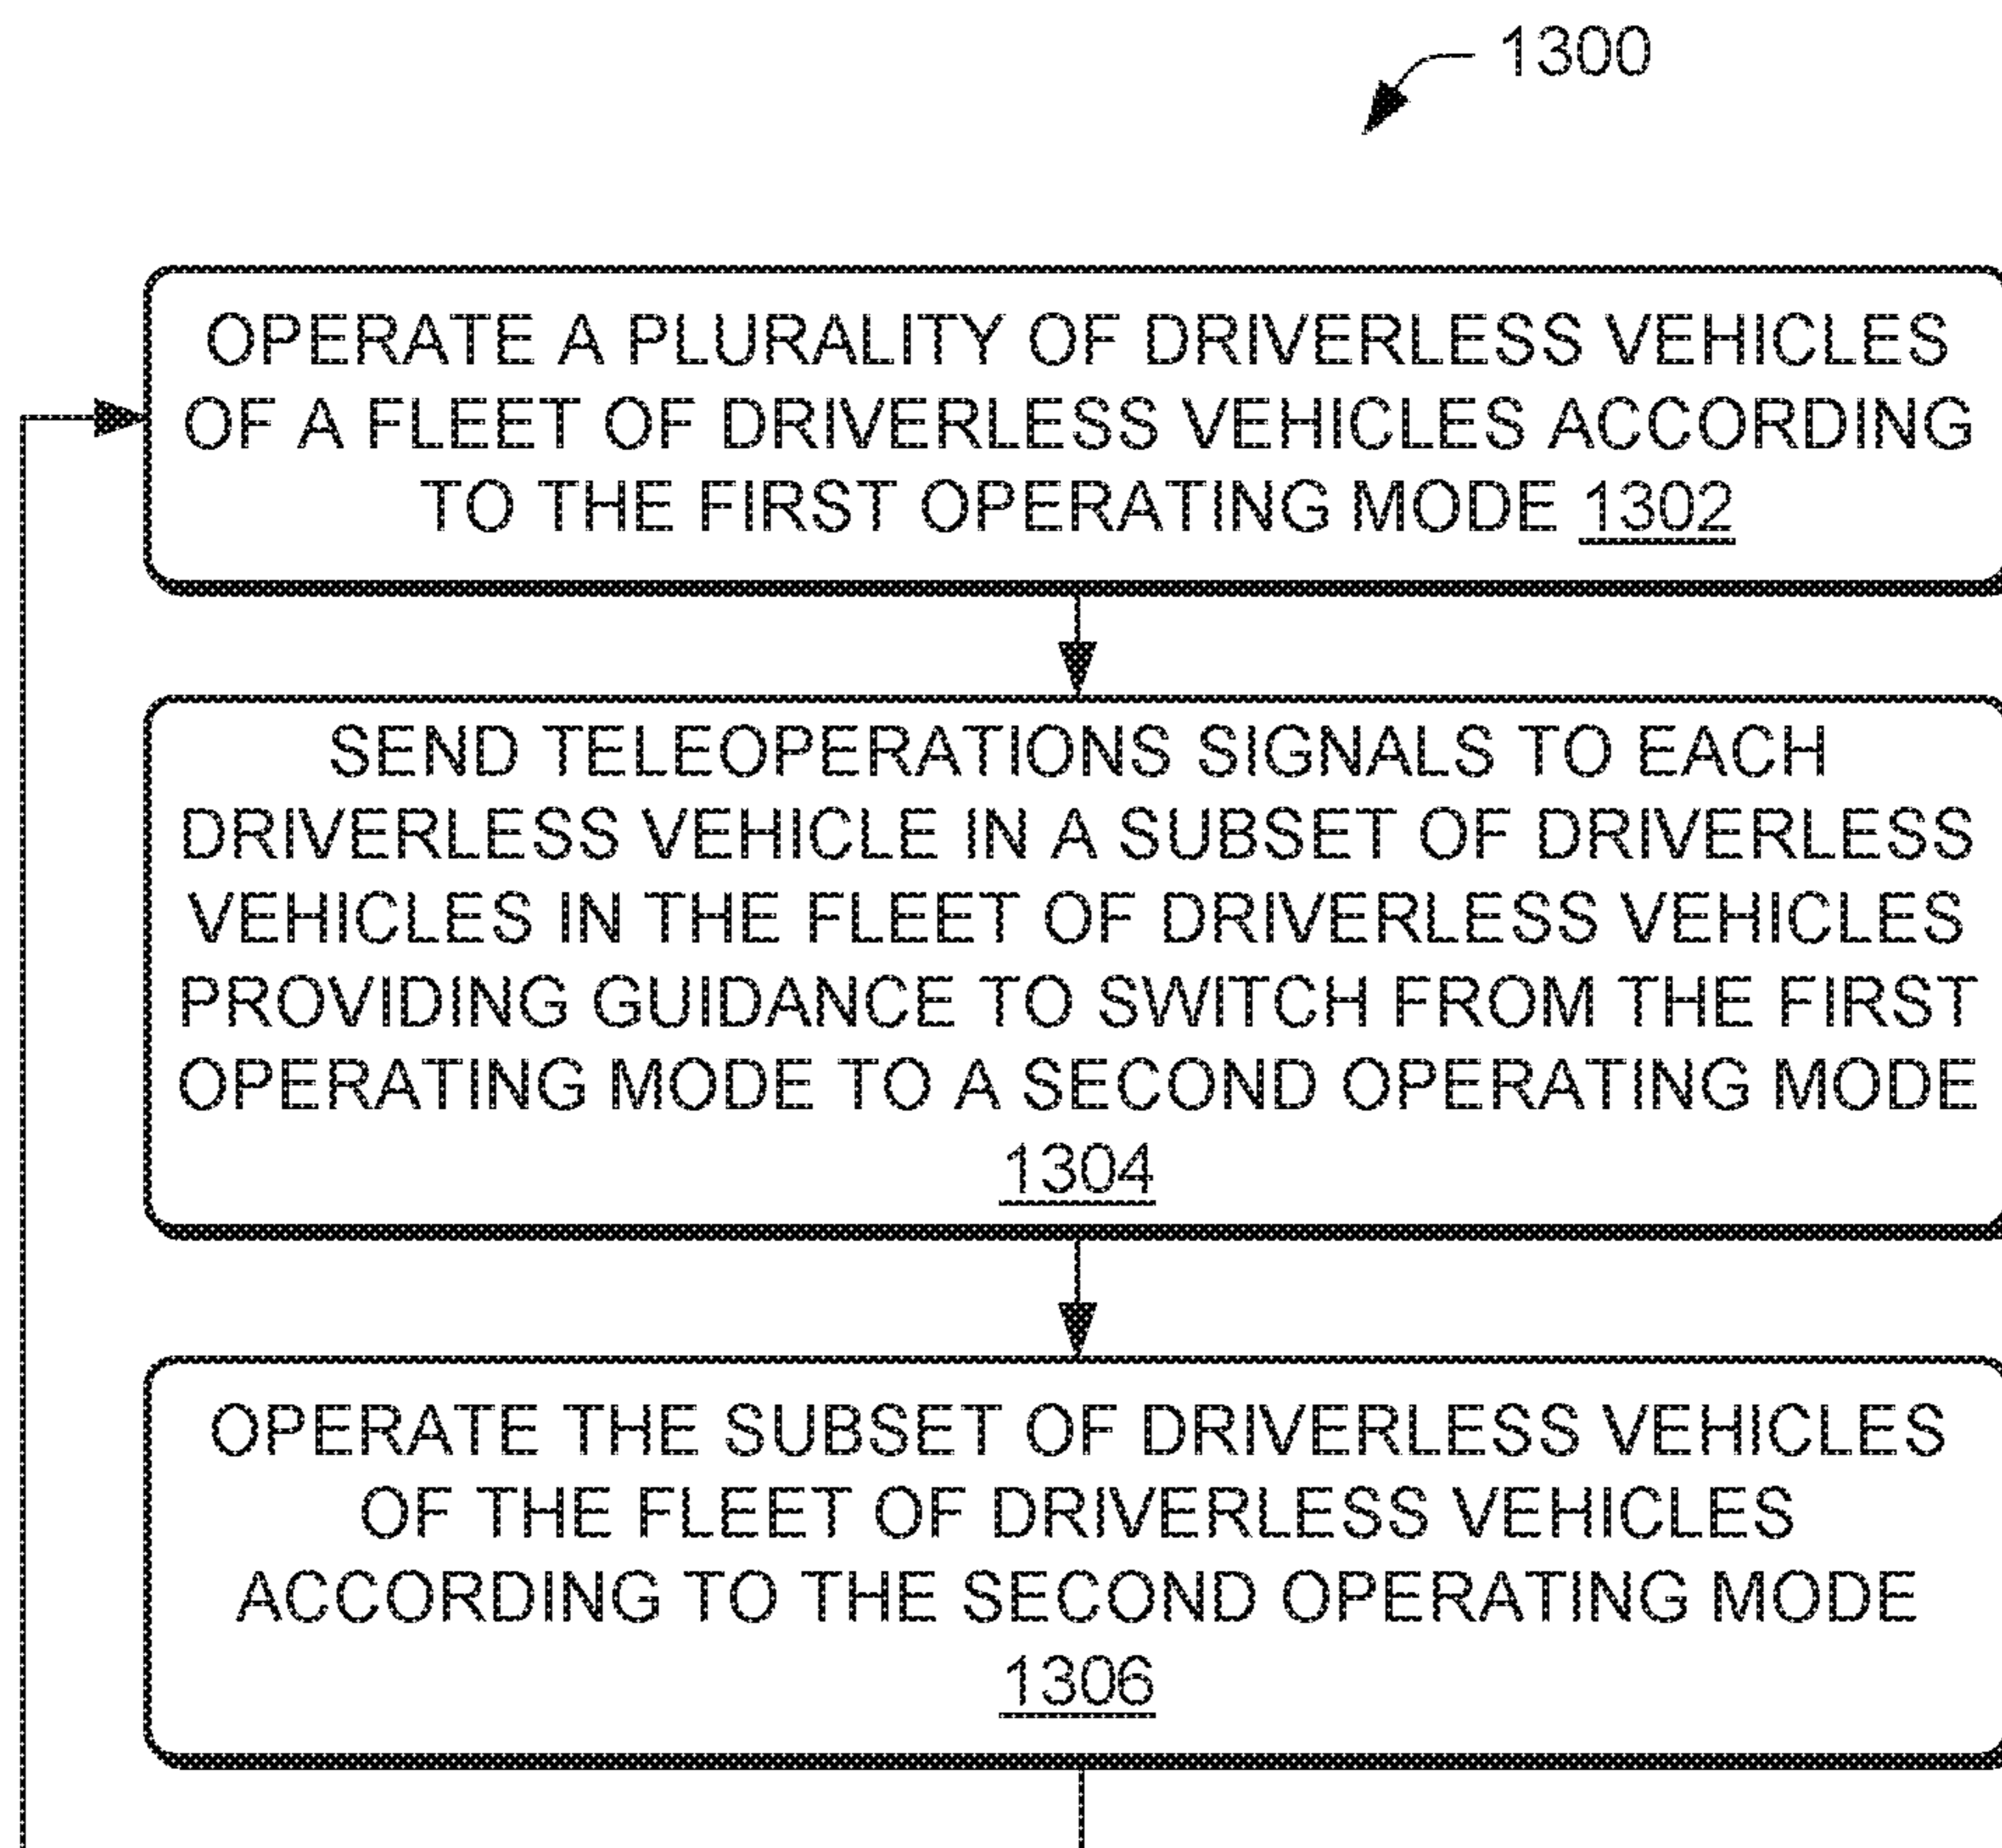 1300
OPERATE A PLURALITY OF DRIVERLESS VEHICLES
OF A FLEET OF DRIVERLESS VEHICLES ACCORDING
TO THE FIRST OPERATING MODE 1302
SEND TELEOPERATIONS SIGNALS TO EACH
DRIVERLESS VEHICLE IN A SUBSET OF DRIVERLESS
VEHICLES IN THE FLEET OF DRIVERLESS VEHICLES
PROVIDING GUIDANCE TO SWITCH FROM THE FIRST
OPERATING MODE TO A SECOND OPERATING MODE
1304
OPERATE THE SUBSET OF DRIVERLESS VEHICLES
OF THE FLEET OF DRIVERLESS VEHICLES
ACCORDING TO THE SECOND OPERATING MODE
1306